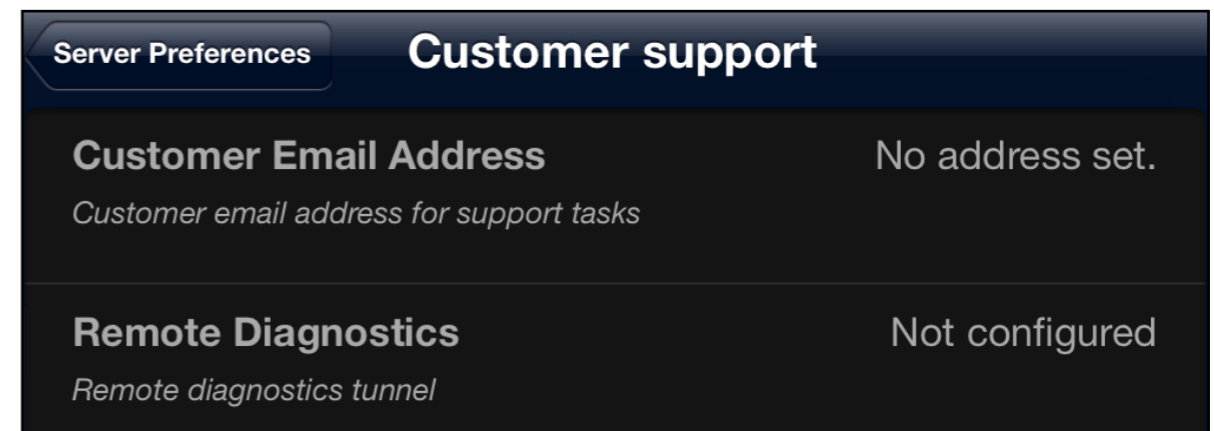 Server Preferences
Customer support
Customer Email Address
No address set.
Customer email address for support tasks
Remote Diagnostics
Not configured
Remote diagnostics tunnel